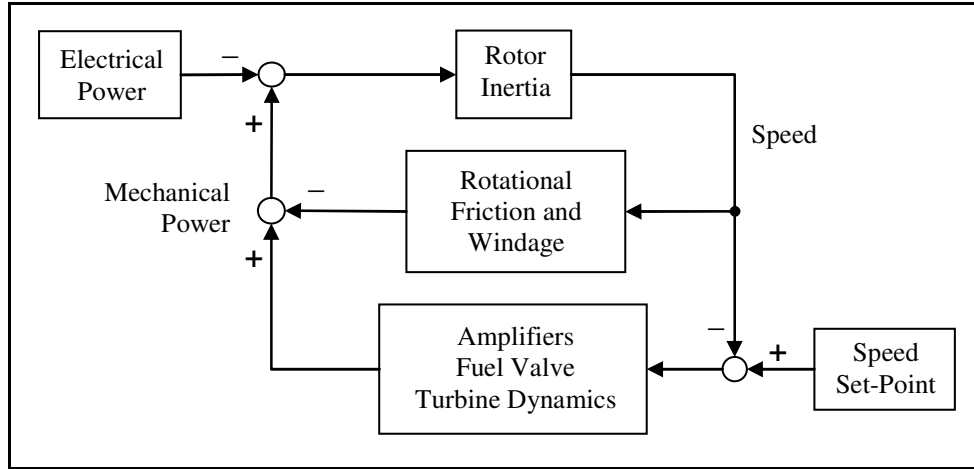 Electrical
Power
−
+
Rotor
Inertia
Speed
Mechanical
Power
−
+
Rotational
Friction and
Windage
Amplifiers
Fuel Valve
Turbine Dynamics
−
+
Speed
Set-Point